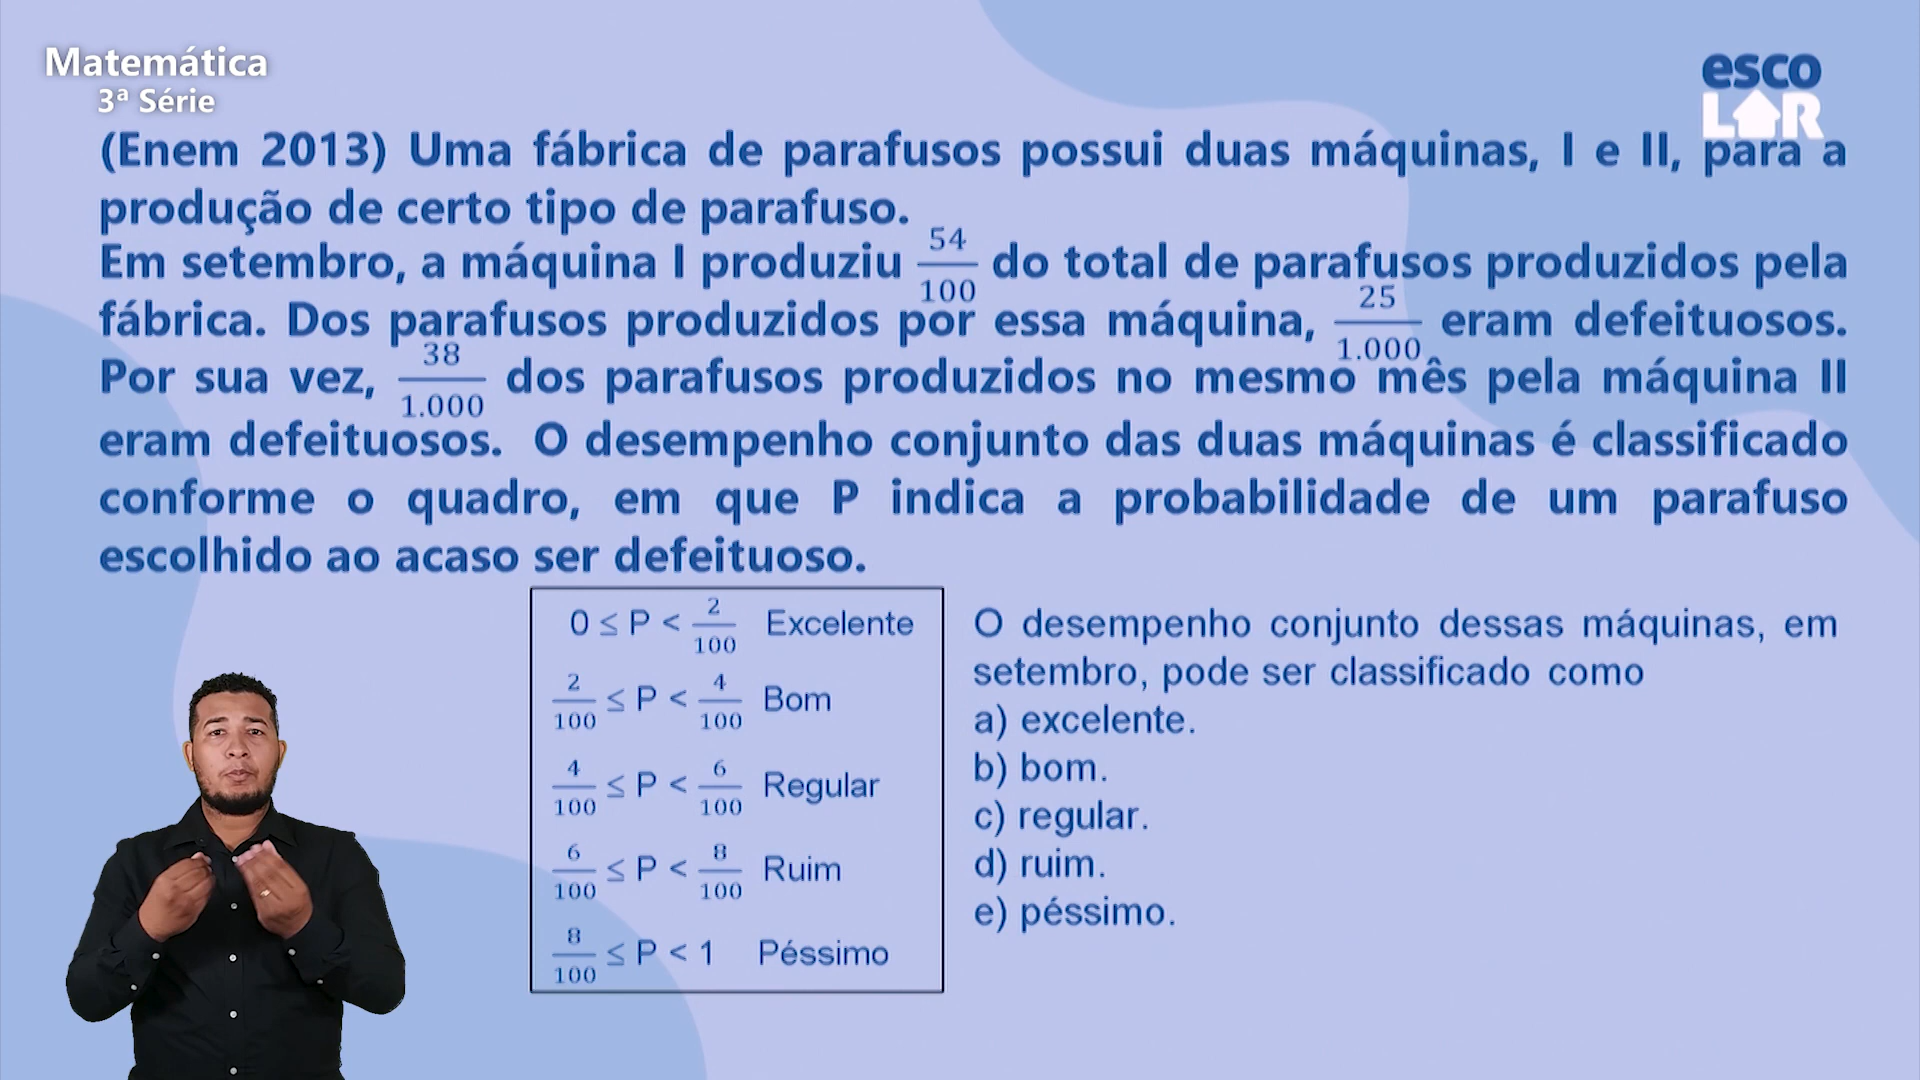 Matemática
3ª Série
esco
LAR
(Enem 2013) Uma fábrica de parafusos possui duas máquinas, I e II, para a
produção de certo tipo de parafuso.
Em setembro, a máquina I produziu 54/100 do total de parafusos produzidos pela
fábrica. Dos parafusos produzidos por essa máquina, 25/1.000 eram defeituosos.
Por sua vez, 38/1.000 dos parafusos produzidos no mesmo mês pela máquina II
eram defeituosos. O desempenho conjunto das duas máquinas é classificado
conforme o quadro, em que P indica a probabilidade de um parafuso
escolhido ao acaso ser defeituoso.
0 ≤ P < 2/100 Excelente
2/100 ≤ P < 4/100 Bom
4/100 ≤ P < 6/100 Regular
6/100 ≤ P < 8/100 Ruim
8/100 ≤ P < 1 Péssimo
O desempenho conjunto dessas máquinas, em
setembro, pode ser classificado como
a) excelente.
b) bom.
c) regular.
d) ruim.
e) péssimo.